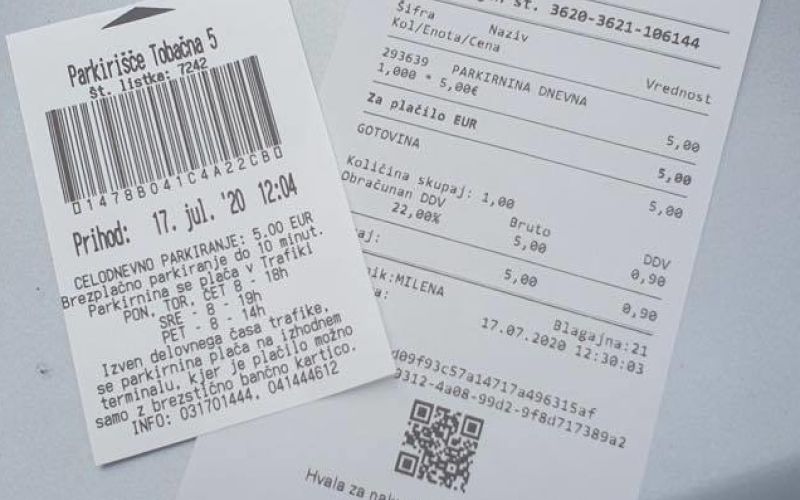 Parkirišče Tobačna 5
št. listka: 7242
01478B041C4A22CB0
Prihod: 17. jul. '20 12:04
CELODNEVNO PARKIRANJE: 5.00 EUR
Brezplačno parkiranje do 10 minut.
Parkirnina se plača v Trafiki
PON. TOR. ČET 8 - 18h
SRE - 8 - 19h
PET - 8 - 14h
Izven delovnega časa trafike,
se parkirnina plača na izhodnem
terminalu, kjer je plačilo možno
samo z brezstično bančno kartico.
INFO: 031701444, 041444612
št. 3620-3621-106144
Šifra Naziv
Kol/Enota/Cena Vrednost
293639 PARKIRNINA DNEVNA
1,000 * 5,00€ 5,00
Za plačilo EUR 5,00
GOTOVINA 5,00
Količina skupaj: 1,00
Obračunan DDV Bruto DDV
22,00% 5,00 0,90
5,00 0,90
MILENA Blagajna:21
17.07.2020 12:30:03
d09f93c57a14717a496315af
0312-4a08-99d2-9f8d717389a2
Hvala za